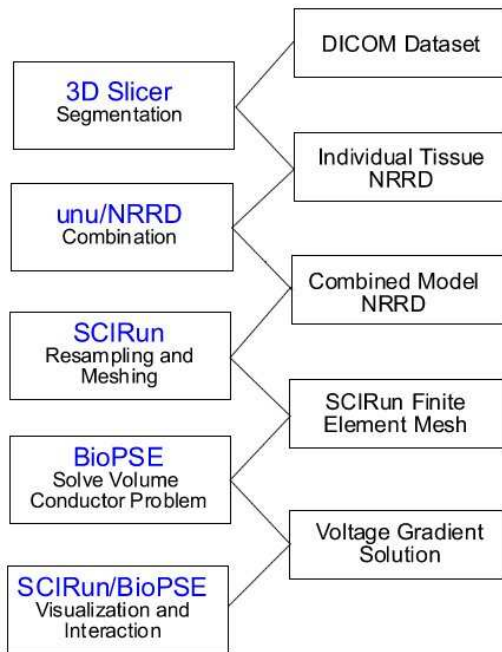 DICOM Dataset
3D Slicer
Segmentation
Individual Tissue
NRRD
unu/NRRD
Combination
Combined Model
NRRD
SCIRun
Resampling and
Meshing
SCIRun Finite
Element Mesh
BioPSE
Solve Volume
Conductor Problem
Voltage Gradient
Solution
SCIRun/BioPSE
Visualization and
Interaction